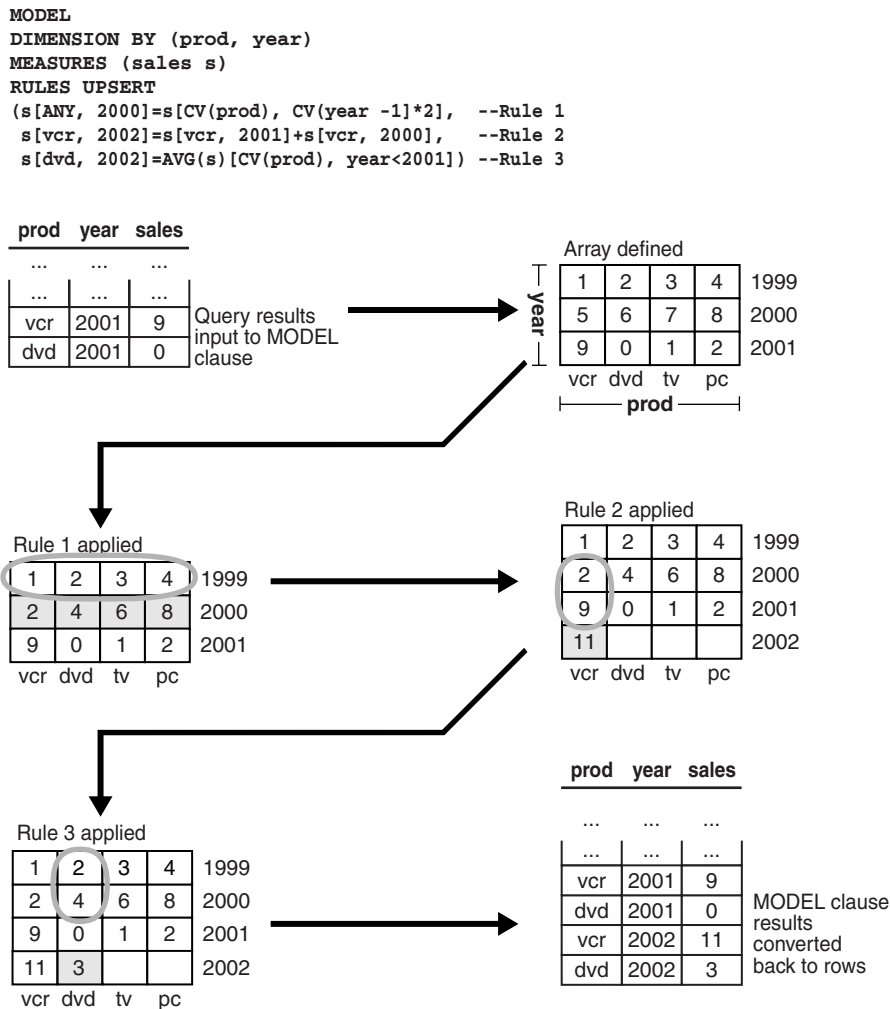 MODEL
DIMENSION BY (prod, year)
MEASURES (sales s)
RULES UPSERT
(s[ANY, 2000]=s[CV(prod), CV(year -1]*2], --Rule 1
s[vcr, 2002]=s[vcr, 2001]+s[vcr, 2000], --Rule 2
s[dvd, 2002]=AVG(s)[CV(prod), year<2001]) --Rule 3
prod year sales
... ... ...
... ... ...
vcr 2001 9
dvd 2001 0
Query results
input to MODEL
clause
Array defined
year
1 2 3 4 1999
5 6 7 8 2000
9 0 1 2 2001
vcr dvd tv pc
prod
Rule 1 applied
1 2 3 4 1999
2 4 6 8 2000
9 0 1 2 2001
vcr dvd tv pc
Rule 2 applied
1 2 3 4 1999
2 4 6 8 2000
9 0 1 2 2001
11 2002
vcr dvd tv pc
Rule 3 applied
1 2 3 4 1999
2 4 6 8 2000
9 0 1 2 2001
11 3 2002
vcr dvd tv pc
prod year sales
... ... ...
... ... ...
vcr 2001 9
dvd 2001 0
vcr 2002 11
dvd 2002 3
MODEL clause
results
converted
back to rows